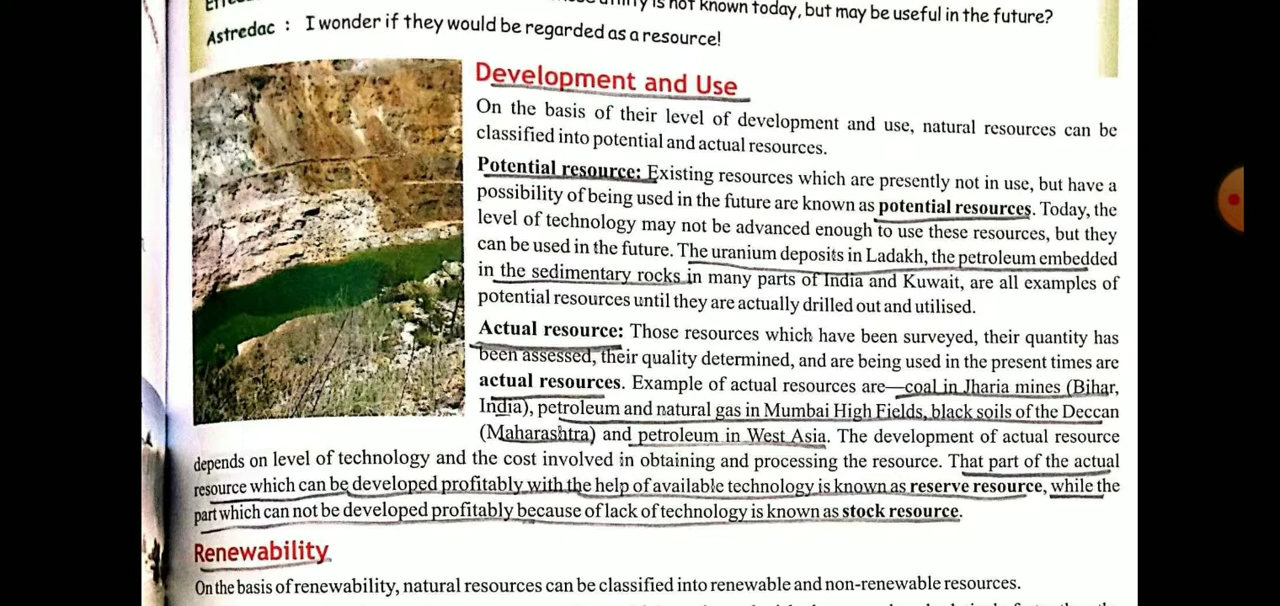 is not known today, but may be useful in the future?
Astredac : I wonder if they would be regarded as a resource!
Development and Use
On the basis of their level of development and use, natural resources can be
classified into potential and actual resources.
Potential resource: Existing resources which are presently not in use, but have a
possibility of being used in the future are known as potential resources. Today, the
level of technology may not be advanced enough to use these resources, but they
can be used in the future. The uranium deposits in Ladakh, the petroleum embedded
in the sedimentary rocks in many parts of India and Kuwait, are all examples of
potential resources until they are actually drilled out and utilised.
Actual resource: Those resources which have been surveyed, their quantity has
been assessed, their quality determined, and are being used in the present times are
actual resources. Example of actual resources are—coal in Jharia mines (Bihar,
India), petroleum and natural gas in Mumbai High Fields, black soils of the Deccan
(Maharashtra) and petroleum in West Asia. The development of actual resource
depends on level of technology and the cost involved in obtaining and processing the resource. That part of the actual
resource which can be developed profitably with the help of available technology is known as reserve resource, while the
part which can not be developed profitably because of lack of technology is known as stock resource.
Renewability
On the basis of renewability, natural resources can be classified into renewable and non-renewable resources.